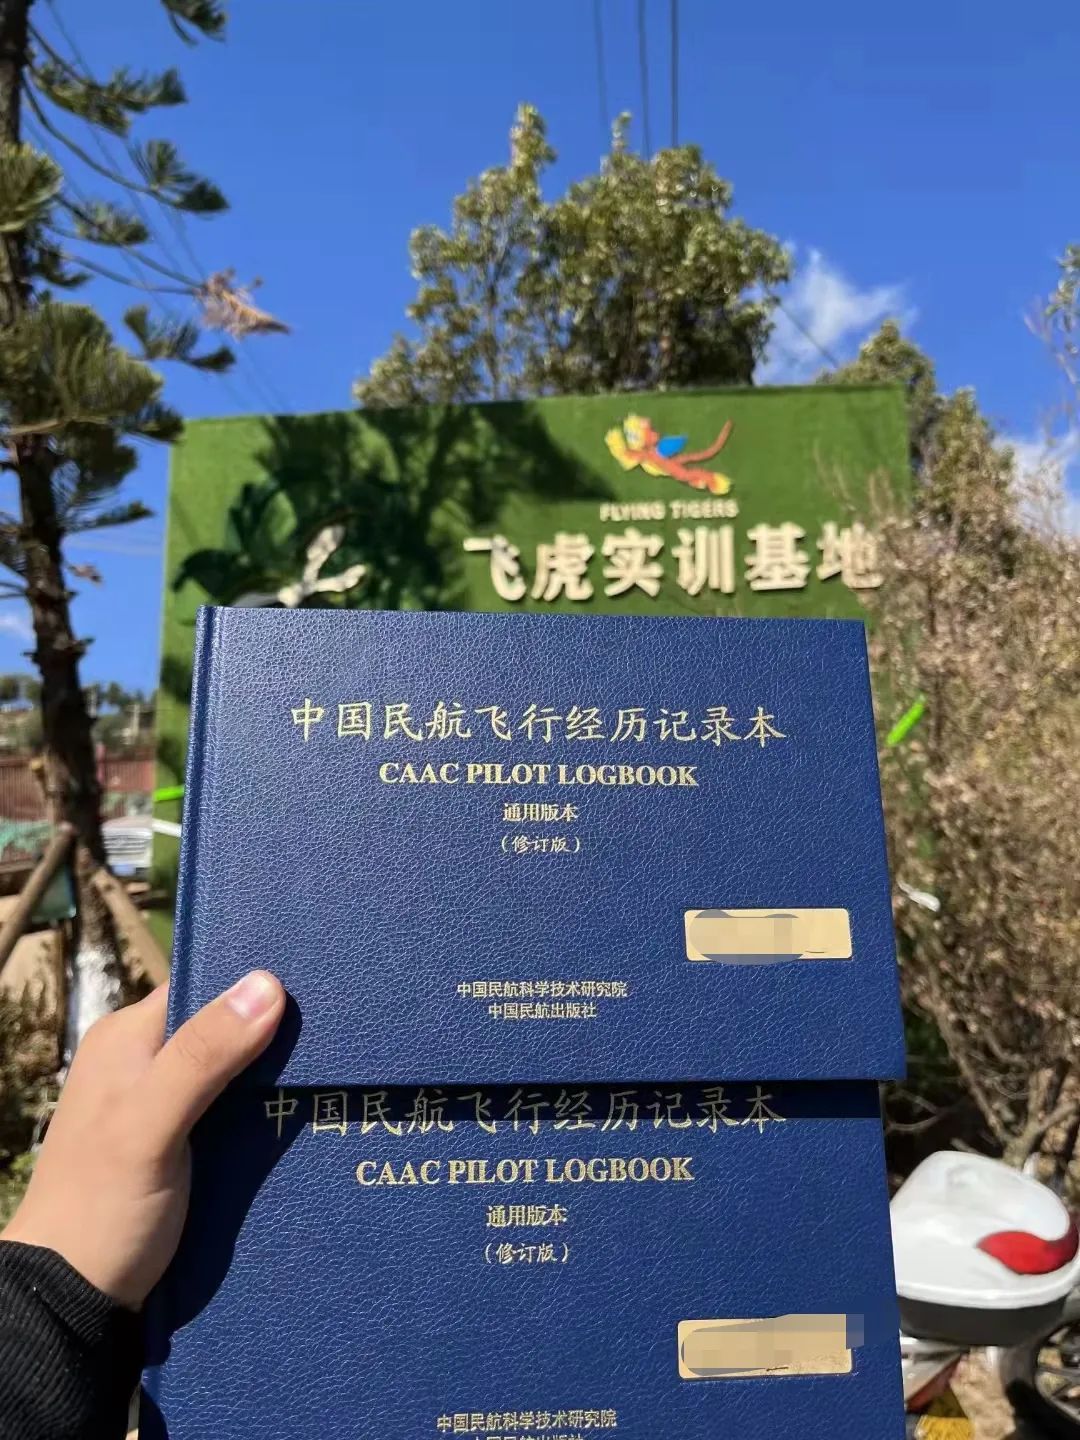 FLYING TIGERS
飞虎实训基地
中国民航飞行经历记录本
CAAC PILOT LOGBOOK
通用版本
（修订版）
中国民航科学技术研究院
中国民航出版社
中国民航飞行经历记录本
CAAC PILOT LOGBOOK
通用版本
（修订版）
中国民航科学技术研究院